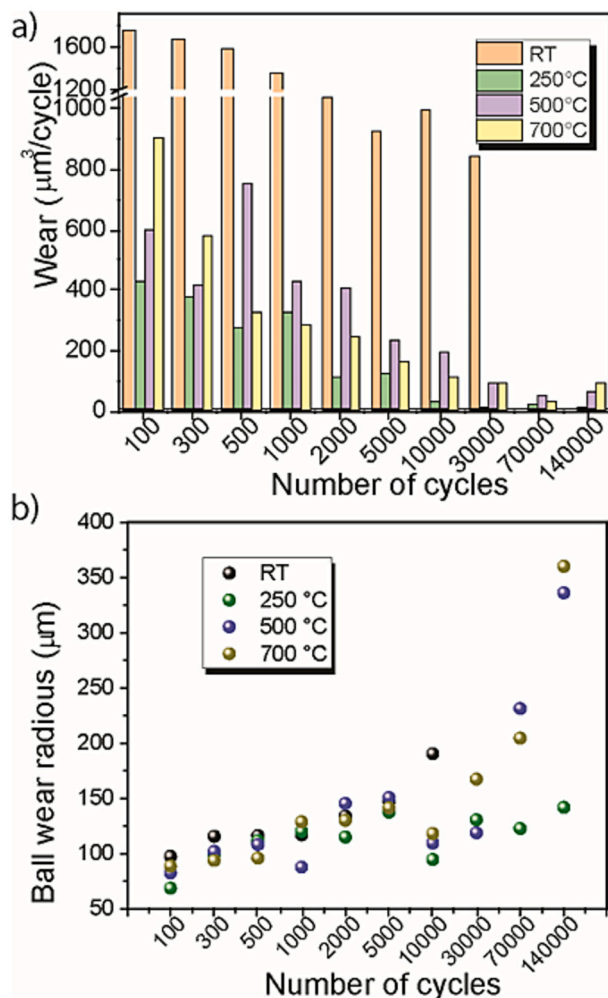 a)
Wear (μm³/cycle)
1600
1200
1000
800
600
400
200
0
RT
250°C
500°C
700°C
100
300
500
1000
2000
5000
10000
30000
70000
140000
Number of cycles
b)
Ball wear radious (μm)
400
350
300
250
200
150
100
50
RT
250 °C
500 °C
700 °C
100
300
500
1000
2000
5000
10000
30000
70000
140000
Number of cycles